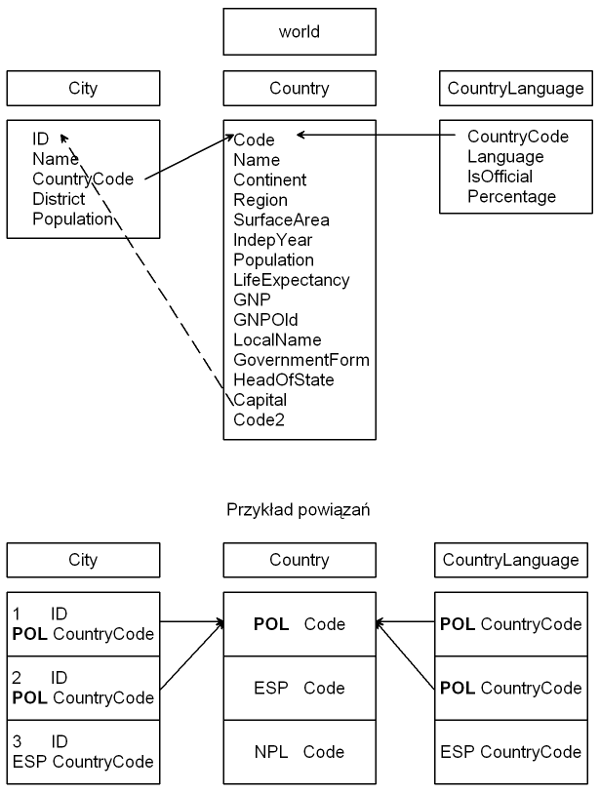 world
City
Country
CountryLanguage
ID
Name
CountryCode
District
Population
Code
Name
Continent
Region
SurfaceArea
IndepYear
Population
LifeExpectancy
GNP
GNPOld
LocalName
GovernmentForm
HeadOfState
Capital
Code2
CountryCode
Language
IsOfficial
Percentage
Przykład powiązań
City
Country
CountryLanguage
1 ID
POL CountryCode
2 ID
POL CountryCode
3 ID
ESP CountryCode
POL Code
ESP Code
NPL Code
POL CountryCode
POL CountryCode
ESP CountryCode